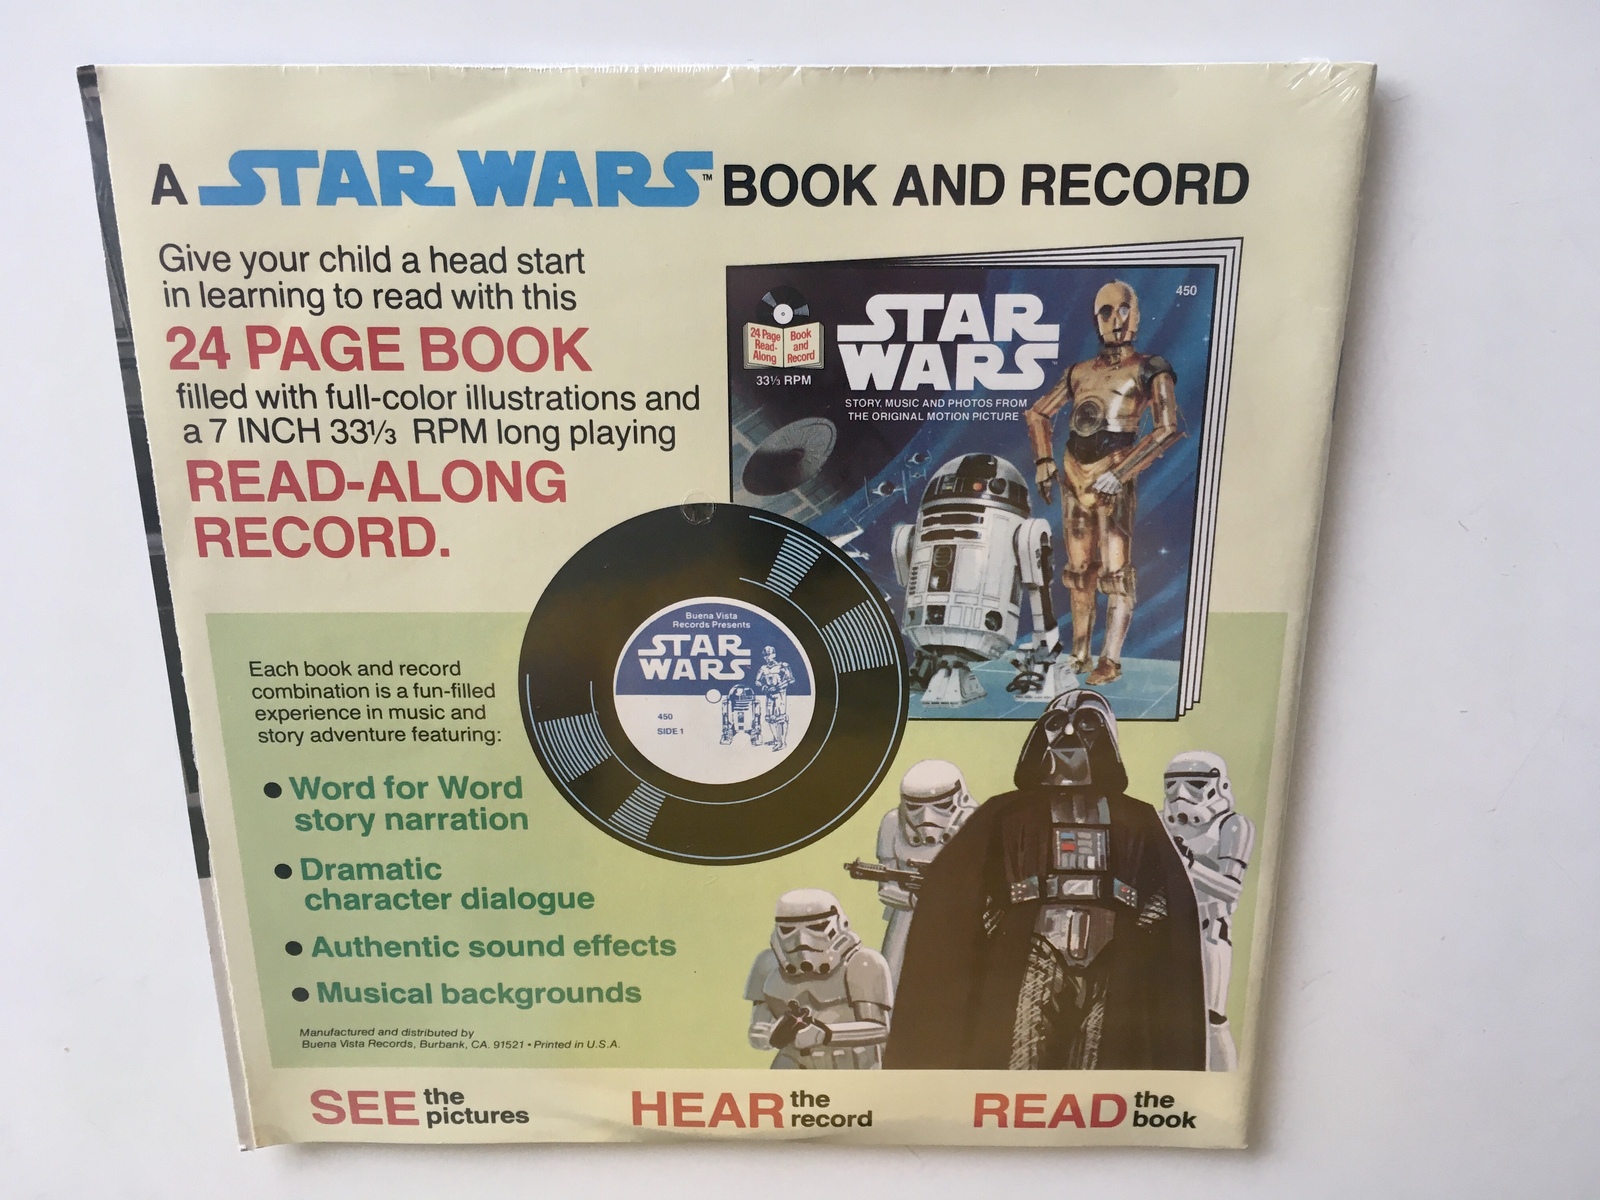 A STAR WARS™ BOOK AND RECORD
Give your child a head start
in learning to read with this
24 PAGE BOOK
filled with full-color illustrations and
a 7 INCH 33⅓ RPM long playing
READ-ALONG
RECORD.
450
24 Page Read-Along
Book and Record
33⅓ RPM
STAR
WARS
STORY, MUSIC AND PHOTOS FROM
THE ORIGINAL MOTION PICTURE
Buena Vista
Records Presents
STAR
WARS
450
SIDE 1
Each book and record
combination is a fun-filled
experience in music and
story adventure featuring:
● Word for Word
story narration
● Dramatic
character dialogue
● Authentic sound effects
● Musical backgrounds
Manufactured and distributed by
Buena Vista Records, Burbank, CA. 91521 • Printed in U.S.A.
SEE the pictures
HEAR the record
READ the book